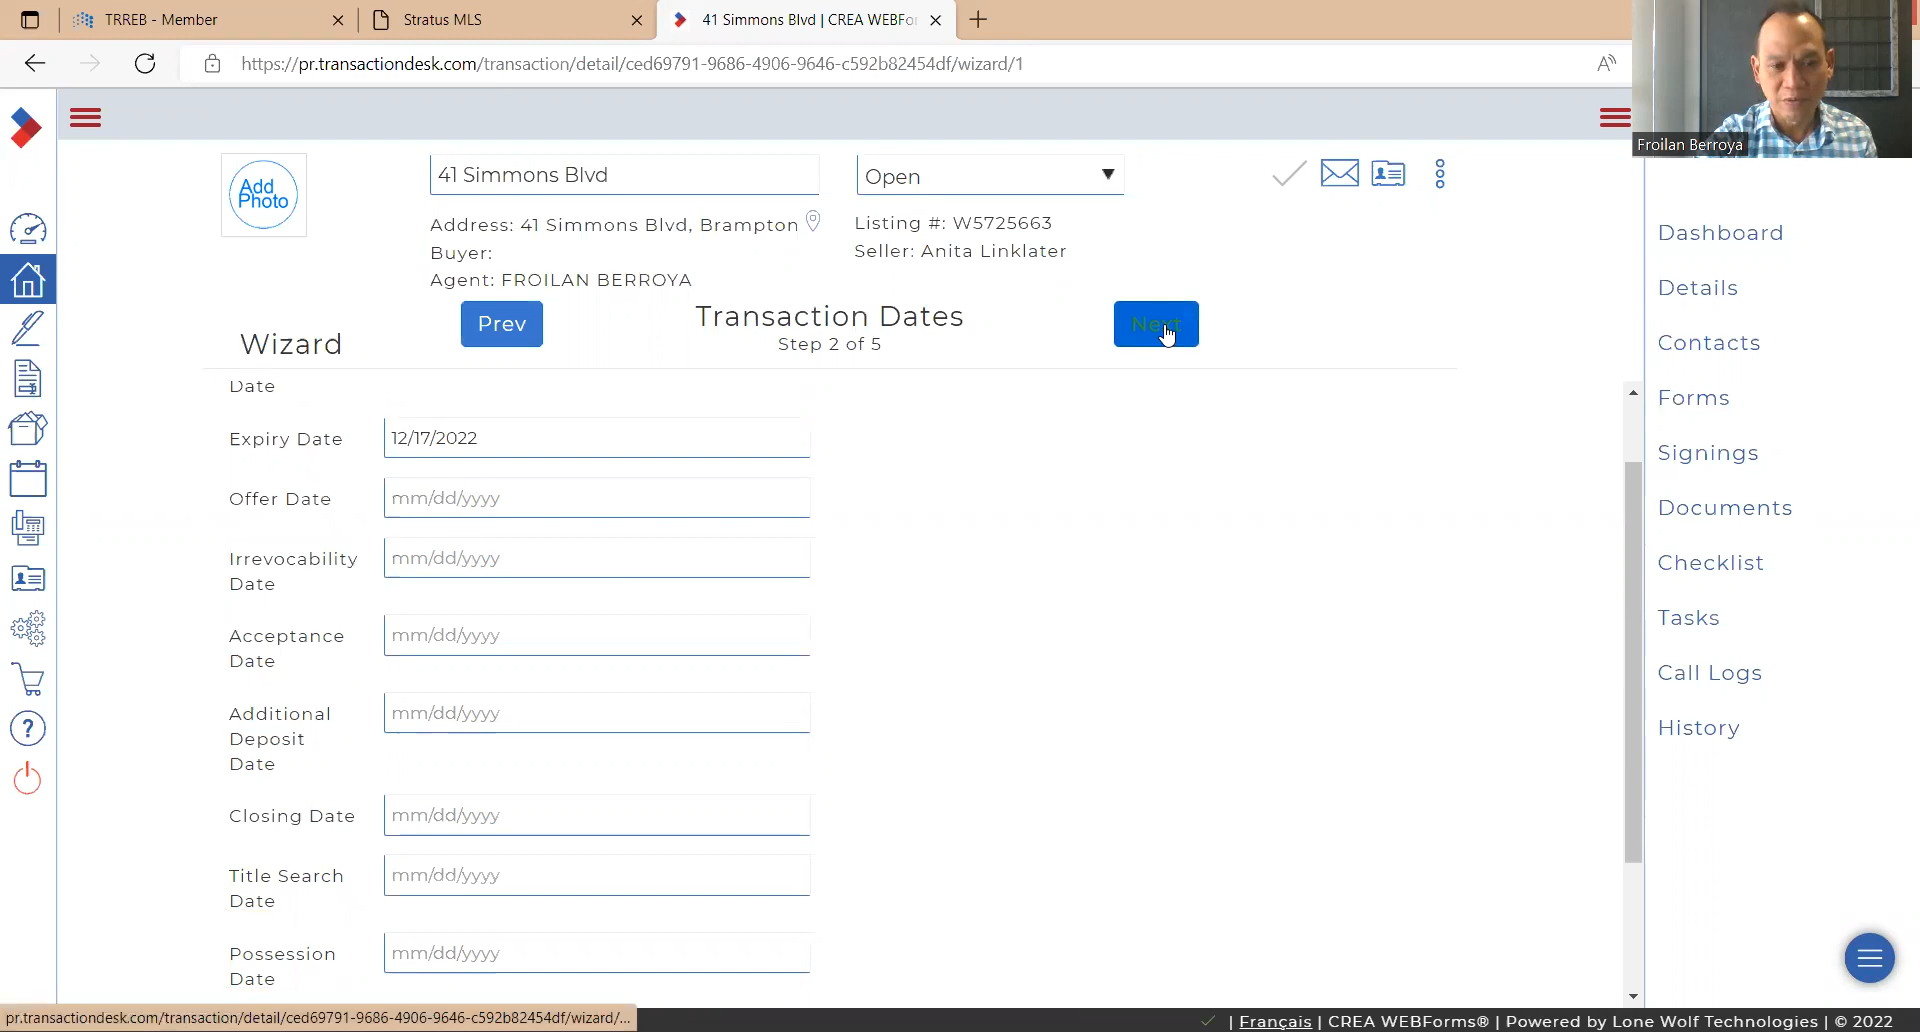 TRREB - Member
Stratus MLS
41 Simmons Blvd | CREA WEBFo
https://pr.transactiondesk.com/transaction/detail/ced69791-9686-4906-9646-c592b82454df/wizard/1
Froilan Berroya
Add Photo
41 Simmons Blvd
Open
Address: 41 Simmons Blvd, Brampton
Listing #: W5725663
Buyer:
Seller: Anita Linklater
Agent: FROILAN BERROYA
Prev
Transaction Dates
Next
Wizard
Step 2 of 5
Date
Expiry Date
12/17/2022
Offer Date
mm/dd/yyyy
Irrevocability
Date
mm/dd/yyyy
Acceptance
Date
mm/dd/yyyy
Additional
Deposit
Date
mm/dd/yyyy
Closing Date
mm/dd/yyyy
Title Search
Date
mm/dd/yyyy
Possession
Date
mm/dd/yyyy
Dashboard
Details
Contacts
Forms
Signings
Documents
Checklist
Tasks
Call Logs
History
pr.transactiondesk.com/transaction/detail/ced69791-9686-4906-9646-c592b82454df/wizard/...
| Français | CREA WEBForms® | Powered by Lone Wolf Technologies | © 2022